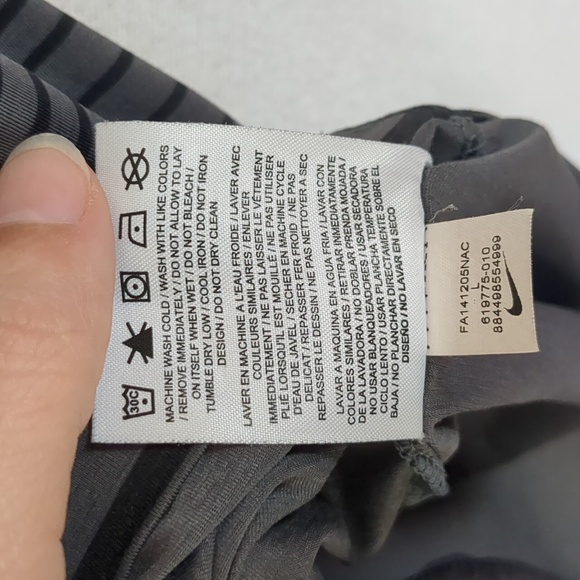 30C
MACHINE WASH COLD / WASH WITH LIKE COLORS
/ REMOVE IMMEDIATELY / DO NOT ALLOW TO LAY
ON ITSELF WHEN WET / DO NOT BLEACH /
TUMBLE DRY LOW / COOL IRON / DO NOT IRON
DESIGN / DO NOT DRY CLEAN
LAVER EN MACHINE A L'EAU FROIDE / LAVER AVEC
COULEURS SIMILAIRES / ENLEVER
IMMEDIATEMENT / NE PAS LAISSER LE VÊTEMENT
PLIÉ LORSQU'IL EST MOUILLÉ / NE PAS UTILISER
D'EAU DE JAVEL / SECHER EN MACHINE CYCLE
DELICAT / REPASSER FER FROID / NE PAS
REPASSER LE DESSIN / NE PAS NETTOYER A SEC
LAVAR A MAQUINA EN AGUA FRIA / LAVAR CON
COLORES SIMILARES / RETIRAR INMEDIATAMENTE
DE LA LAVADORA / NO DOBLAR PRENDA MOJADA /
NO USAR BLANQUEADORES / USAR SECADORA
CICLO LENTO / USAR PLANCHA TEMPERATURA
BAJA / NO PLANCHAR DIRECTAMENTE SOBRE EL
DISEÑO / NO LAVAR EN SECO
FA141205NAC
L
619775-010
884498554999